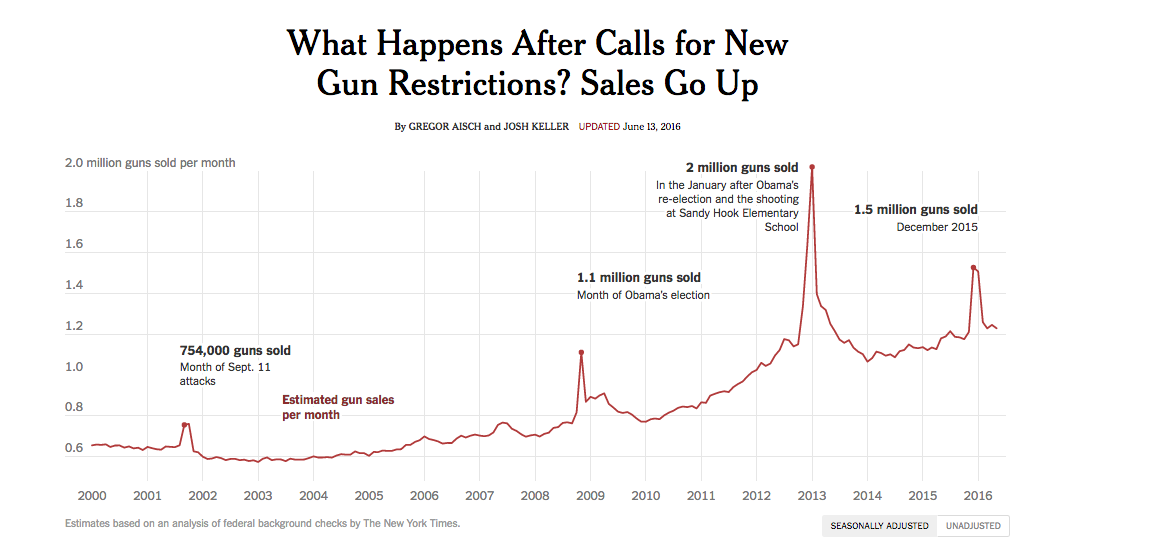 What Happens After Calls for New
Gun Restrictions? Sales Go Up
By GREGOR AISCH and JOSH KELLER UPDATED June 13, 2016
2.0 million guns sold per month
2 million guns sold
In the January after Obama's
re-election and the shooting
at Sandy Hook Elementary
School
1.8
1.5 million guns sold
December 2015
1.6
1.1 million guns sold
Month of Obama's election
1.4
1.2
754,000 guns sold
Month of Sept. 11
attacks
1.0
Estimated gun sales
per month
0.8
0.6
2000 2001 2002 2003 2004 2005 2006 2007 2008 2009 2010 2011 2012 2013 2014 2015 2016
Estimates based on an analysis of federal background checks by The New York Times.
SEASONALLY ADJUSTED UNADJUSTED